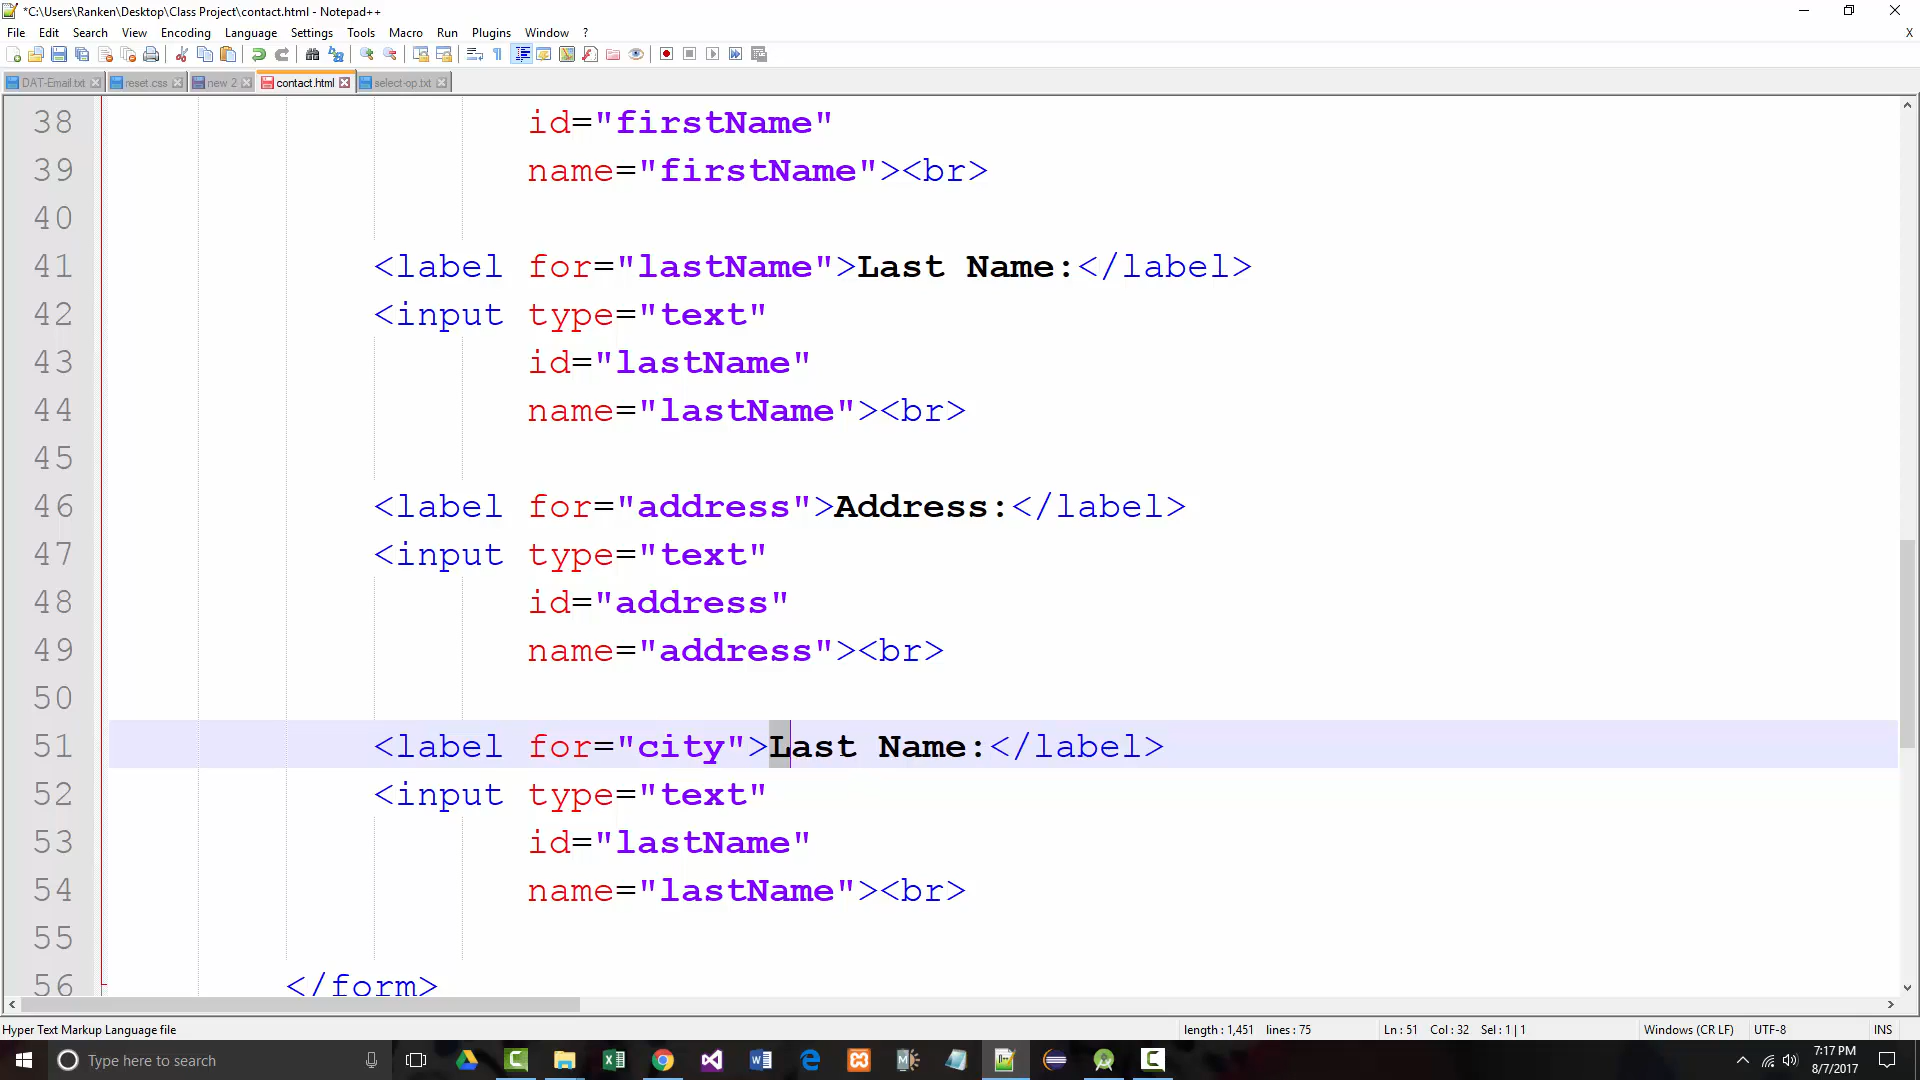 *C:\Users\Ranken\Desktop\Class Project\contact.html - Notepad++
File Edit Search View Encoding Language Settings Tools Macro Run Plugins Window ? X
DAT-Email.txt reset.css new 2 contact.html select-op.txt
38 id="firstName"
39 name="firstName"><br>
40
41 <label for="lastName">Last Name:</label>
42 <input type="text"
43 id="lastName"
44 name="lastName"><br>
45
46 <label for="address">Address:</label>
47 <input type="text"
48 id="address"
49 name="address"><br>
50
51 <label for="city">Last Name:</label>
52 <input type="text"
53 id="lastName"
54 name="lastName"><br>
55
56 </form>
Hyper Text Markup Language file length : 1,451 lines : 75 Ln : 51 Col : 32 Sel : 1 | 1 Windows (CR LF) UTF-8 INS
Type here to search
7:17 PM
8/7/2017